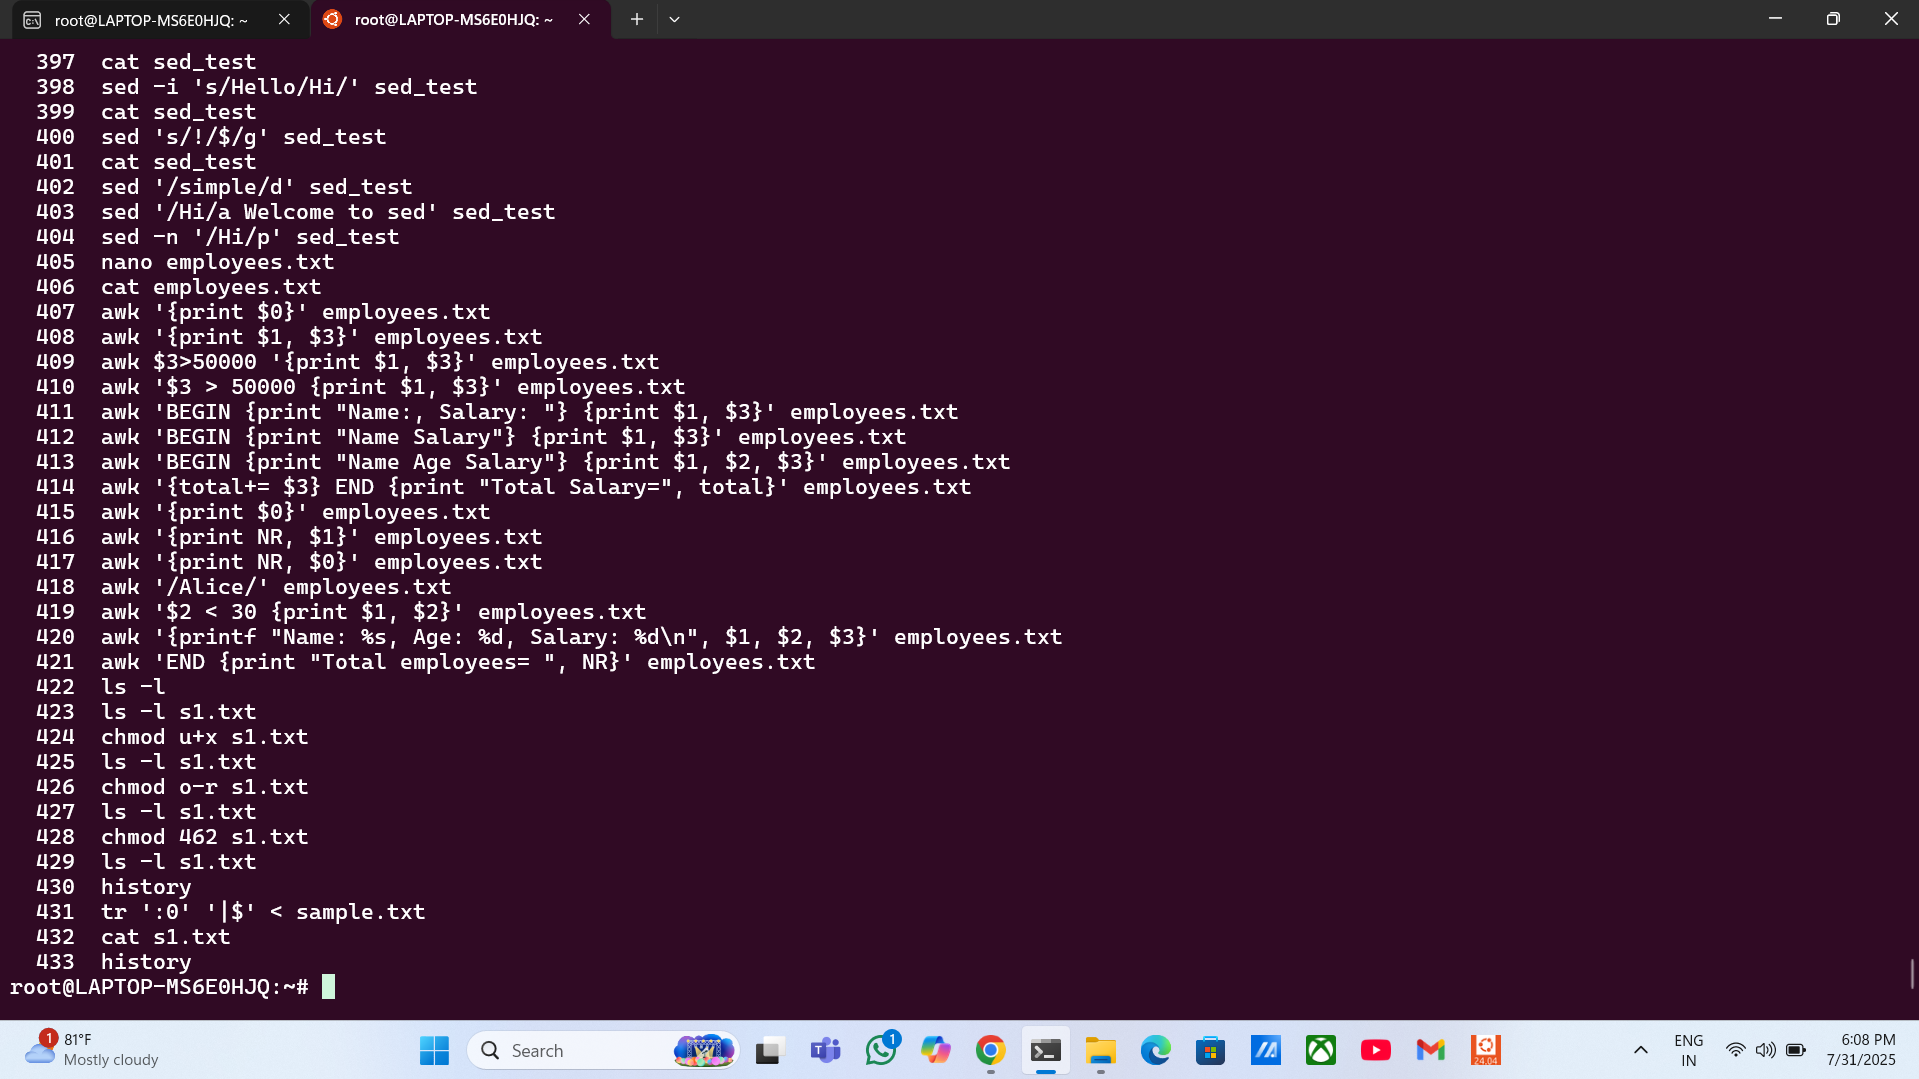 root@LAPTOP-MS6E0HJQ: ~
root@LAPTOP-MS6E0HJQ: ~
397  cat sed_test
398  sed -i 's/Hello/Hi/' sed_test
399  cat sed_test
400  sed 's/!/$/g' sed_test
401  cat sed_test
402  sed '/simple/d' sed_test
403  sed '/Hi/a Welcome to sed' sed_test
404  sed -n '/Hi/p' sed_test
405  nano employees.txt
406  cat employees.txt
407  awk '{print $0}' employees.txt
408  awk '{print $1, $3}' employees.txt
409  awk $3>50000 '{print $1, $3}' employees.txt
410  awk '$3 > 50000 {print $1, $3}' employees.txt
411  awk 'BEGIN {print "Name:, Salary: "} {print $1, $3}' employees.txt
412  awk 'BEGIN {print "Name Salary"} {print $1, $3}' employees.txt
413  awk 'BEGIN {print "Name Age Salary"} {print $1, $2, $3}' employees.txt
414  awk '{total+= $3} END {print "Total Salary=", total}' employees.txt
415  awk '{print $0}' employees.txt
416  awk '{print NR, $1}' employees.txt
417  awk '{print NR, $0}' employees.txt
418  awk '/Alice/' employees.txt
419  awk '$2 < 30 {print $1, $2}' employees.txt
420  awk '{printf "Name: %s, Age: %d, Salary: %d\n", $1, $2, $3}' employees.txt
421  awk 'END {print "Total employees= ", NR}' employees.txt
422  ls -l
423  ls -l s1.txt
424  chmod u+x s1.txt
425  ls -l s1.txt
426  chmod o-r s1.txt
427  ls -l s1.txt
428  chmod 462 s1.txt
429  ls -l s1.txt
430  history
431  tr ':0' '|$' < sample.txt
432  cat s1.txt
433  history
root@LAPTOP-MS6E0HJQ:~#
1
81°F
Mostly cloudy
Search
1
24.04
ENG
IN
6:08 PM
7/31/2025